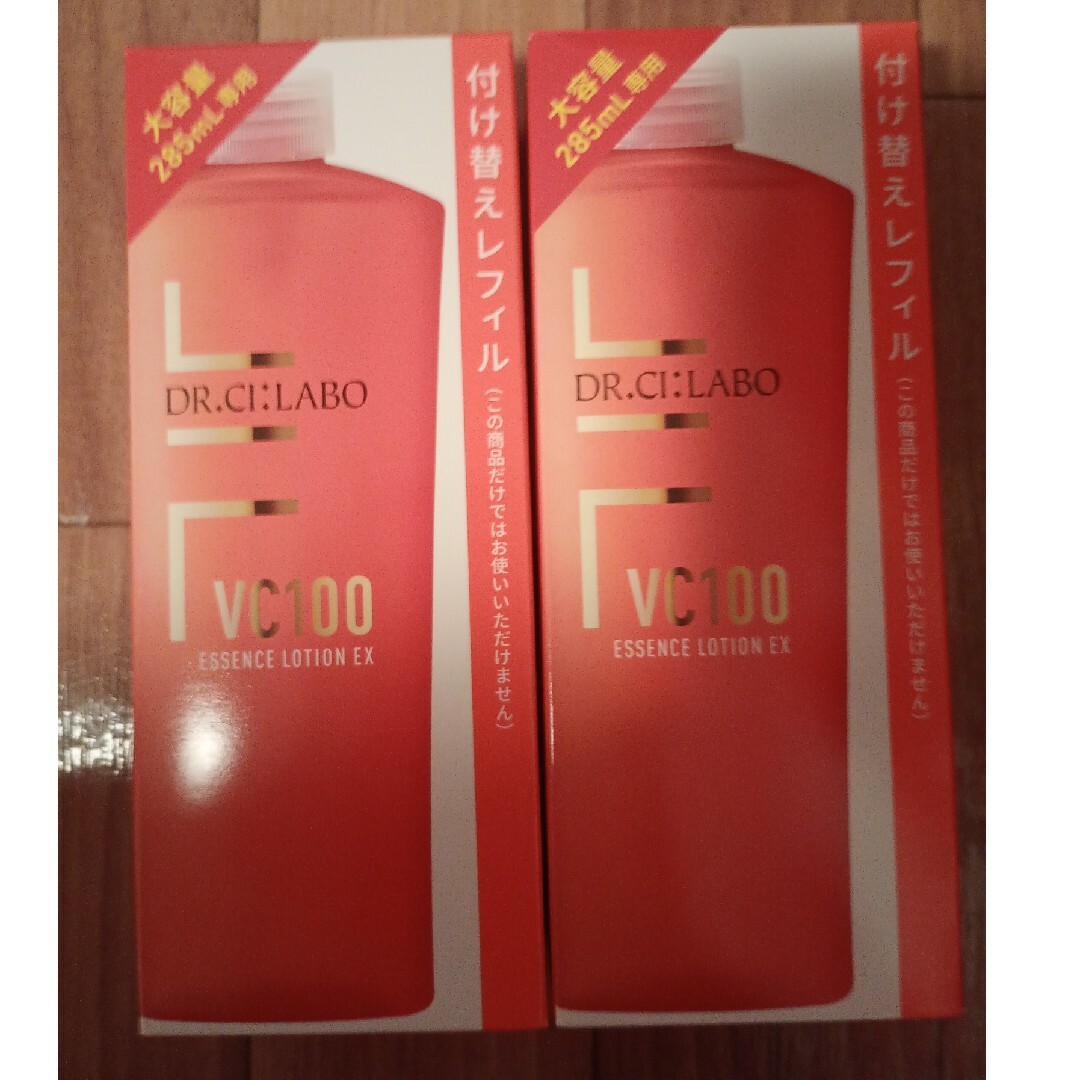 大容量
285mL専用
付け替えレフィル(この商品だけではお使いいただけません)
DR.CI:LABO
VC100
ESSENCE LOTION EX
大容量
285mL専用
付け替えレフィル(この商品だけではお使いいただけません)
DR.CI:LABO
VC100
ESSENCE LOTION EX